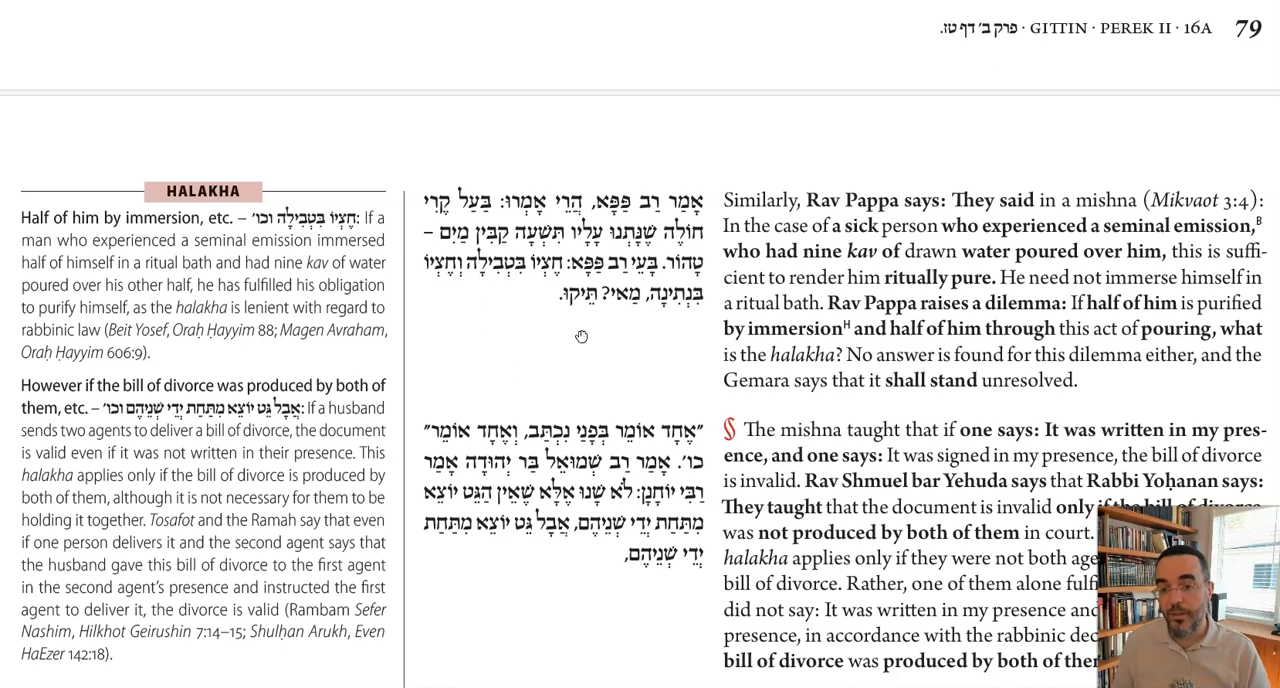 פרק ב׳ דף טז. · GITTIN · PEREK II · 16A 79
HALAKHA
Half of him by immersion, etc. – חֶצְיוֹ בִּטְבִילָה וכו׳: If a
man who experienced a seminal emission immersed
half of himself in a ritual bath and had nine kav of water
poured over his other half, he has fulfilled his obligation
to purify himself, as the halakha is lenient with regard to
rabbinic law (Beit Yosef, Oraḥ Ḥayyim 88; Magen Avraham,
Oraḥ Ḥayyim 606:9).
However if the bill of divorce was produced by both of
them, etc. – אֲבָל גֵּט יוֹצֵא מִתַּחַת יְדֵי שְׁנֵיהֶם וכו׳: If a husband
sends two agents to deliver a bill of divorce, the document
is valid even if it was not written in their presence. This
halakha applies only if the bill of divorce is produced by
both of them, although it is not necessary for them to be
holding it together. Tosafot and the Ramah say that even
if one person delivers it and the second agent says that
the husband gave this bill of divorce to the first agent
in the second agent's presence and instructed the first
agent to deliver it, the divorce is valid (Rambam Sefer
Nashim, Hilkhot Geirushin 7:14–15; Shulḥan Arukh, Even
HaEzer 142:18).
אָמַר רַב פַּפָּא, הֲרֵי אָמְרוּ: בַּעַל קֶרִי
חוֹלֶה שֶׁנָּתְנוּ עָלָיו תִּשְׁעָה קַבִּין מַיִם –
טָהוֹר. בָּעֵי רַב פַּפָּא: חֶצְיוֹ בִּטְבִילָה וְחֶצְיוֹ
בִּנְתִינָה, מַאי? תֵּיקוּ.
״אֶחָד אוֹמֵר בְּפָנַי נִכְתַּב, וְאֶחָד אוֹמֵר״
כו׳. אָמַר רַב שְׁמוּאֵל בַּר יְהוּדָה אָמַר
רַבִּי יוֹחָנָן: לֹא שָׁנוּ אֶלָּא שֶׁאֵין הַגֵּט יוֹצֵא
מִתַּחַת יְדֵי שְׁנֵיהֶם, אֲבָל גֵּט יוֹצֵא מִתַּחַת
יְדֵי שְׁנֵיהֶם,
Similarly, Rav Pappa says: They said in a mishna (Mikvaot 3:4):
In the case of a sick person who experienced a seminal emission,B
who had nine kav of drawn water poured over him, this is suffi-
cient to render him ritually pure. He need not immerse himself in
a ritual bath. Rav Pappa raises a dilemma: If half of him is purified
by immersionH and half of him through this act of pouring, what
is the halakha? No answer is found for this dilemma either, and the
Gemara says that it shall stand unresolved.
§ The mishna taught that if one says: It was written in my pres-
ence, and one says: It was signed in my presence, the bill of divorce
is invalid. Rav Shmuel bar Yehuda says that Rabbi Yoḥanan says:
They taught that the document is invalid only if the bill of divorce
was not produced by both of them in court.
halakha applies only if they were not both age
bill of divorce. Rather, one of them alone fulfi
did not say: It was written in my presence and
presence, in accordance with the rabbinic dec
bill of divorce was produced by both of them